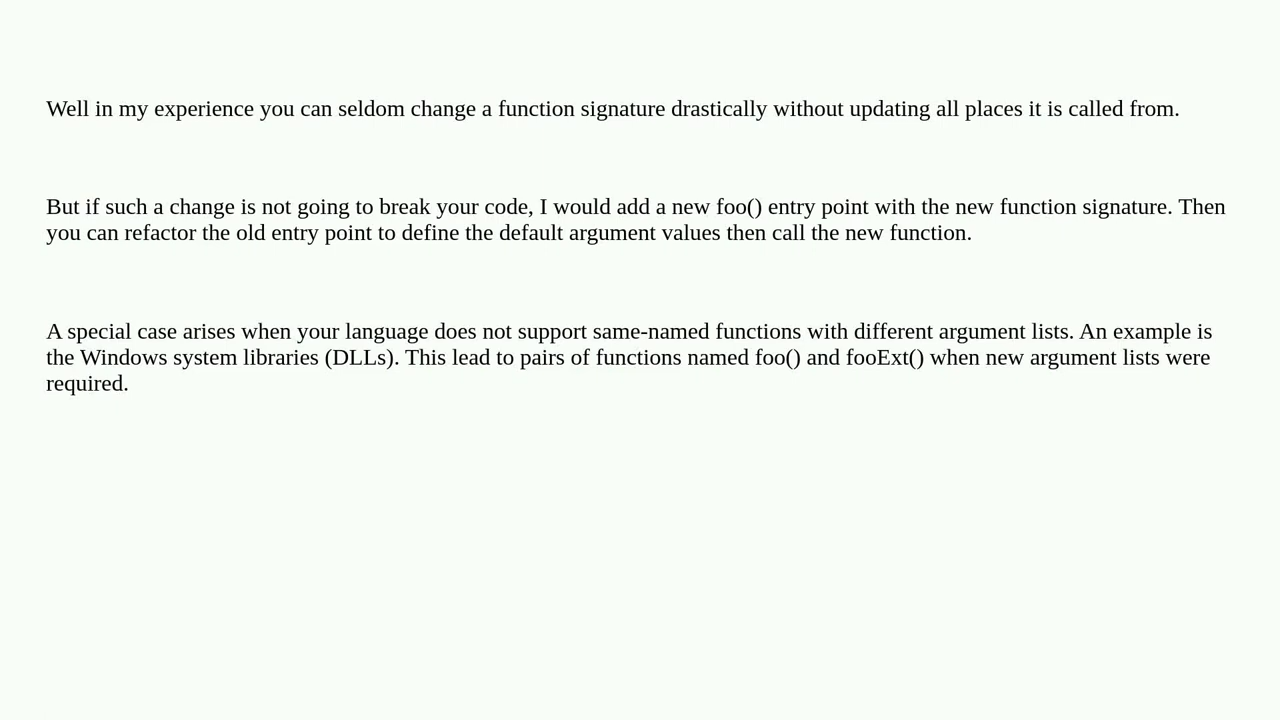 Well in my experience you can seldom change a function signature drastically without updating all places it is called from.
But if such a change is not going to break your code, I would add a new foo() entry point with the new function signature. Then
you can refactor the old entry point to define the default argument values then call the new function.
A special case arises when your language does not support same-named functions with different argument lists. An example is
the Windows system libraries (DLLs). This lead to pairs of functions named foo() and fooExt() when new argument lists were
required.